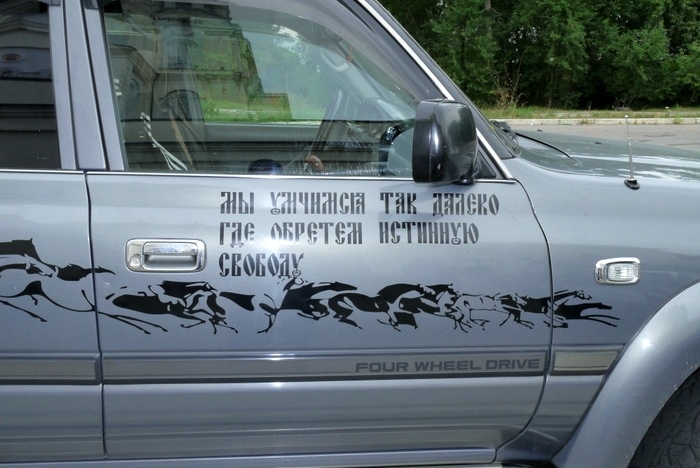 МЫ УМЧИМСЯ ТАК ДАЛЕКО
ГДЕ ОБРЕТЕМ ИСТИННУЮ
СВОБОДУ
FOUR WHEEL DRIVE